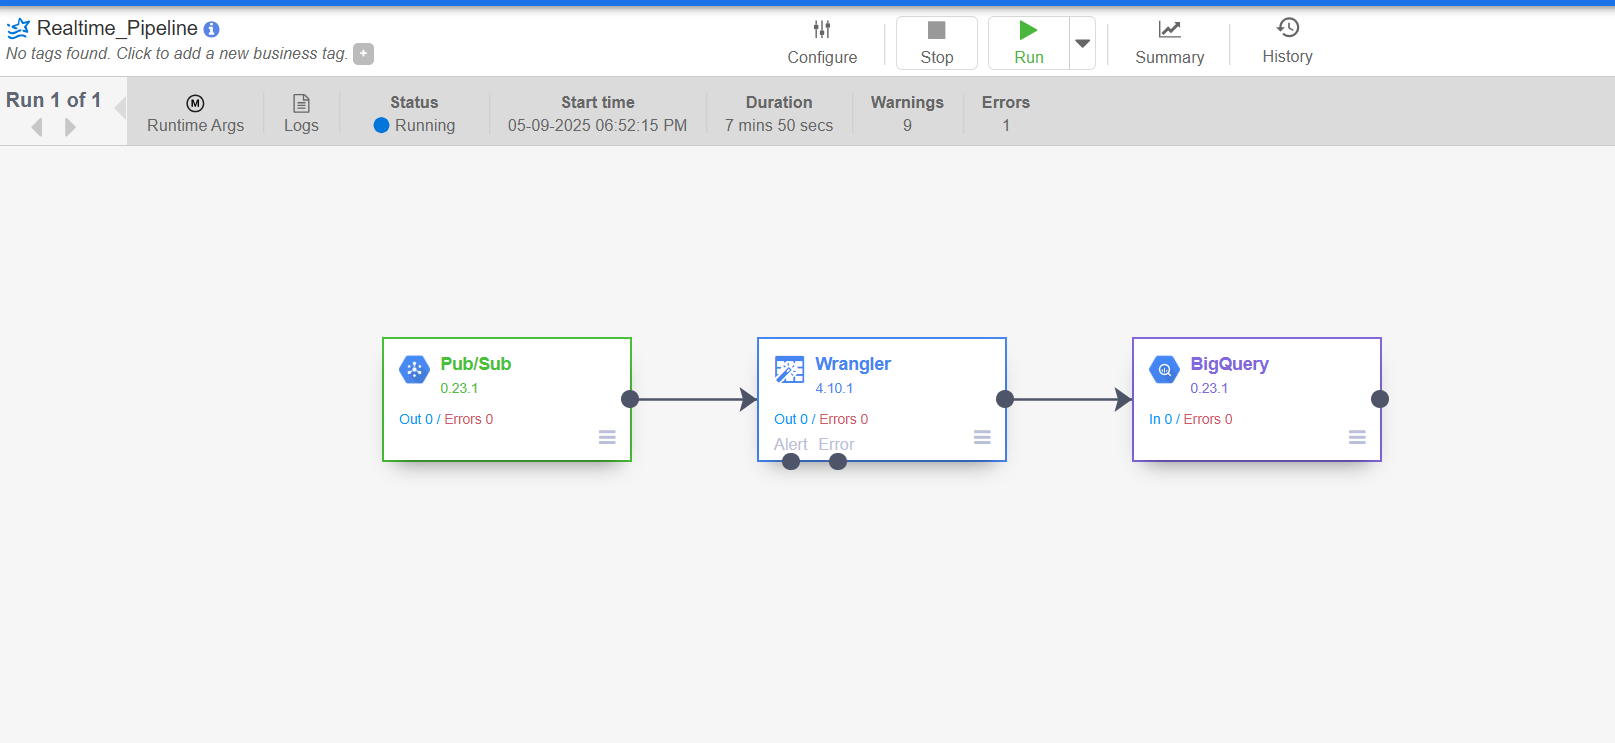 Realtime_Pipeline
No tags found. Click to add a new business tag. +
Configure
Stop
Run
Summary
History
Run 1 of 1
M
Runtime Args
Logs
Status
Running
Start time
05-09-2025 06:52:15 PM
Duration
7 mins 50 secs
Warnings
9
Errors
1
Pub/Sub
0.23.1
Out 0 / Errors 0
Wrangler
4.10.1
Out 0 / Errors 0
Alert Error
BigQuery
0.23.1
In 0 / Errors 0